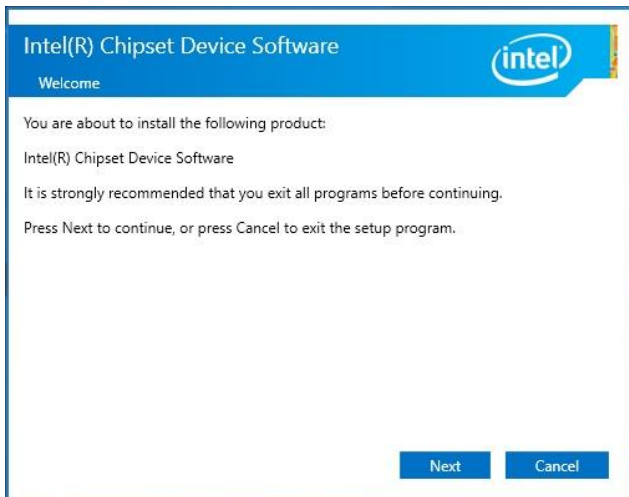 Intel(R) Chipset Device Software
intel
Welcome
You are about to install the following product:
Intel(R) Chipset Device Software
It is strongly recommended that you exit all programs before continuing.
Press Next to continue, or press Cancel to exit the setup program.
Next
Cancel